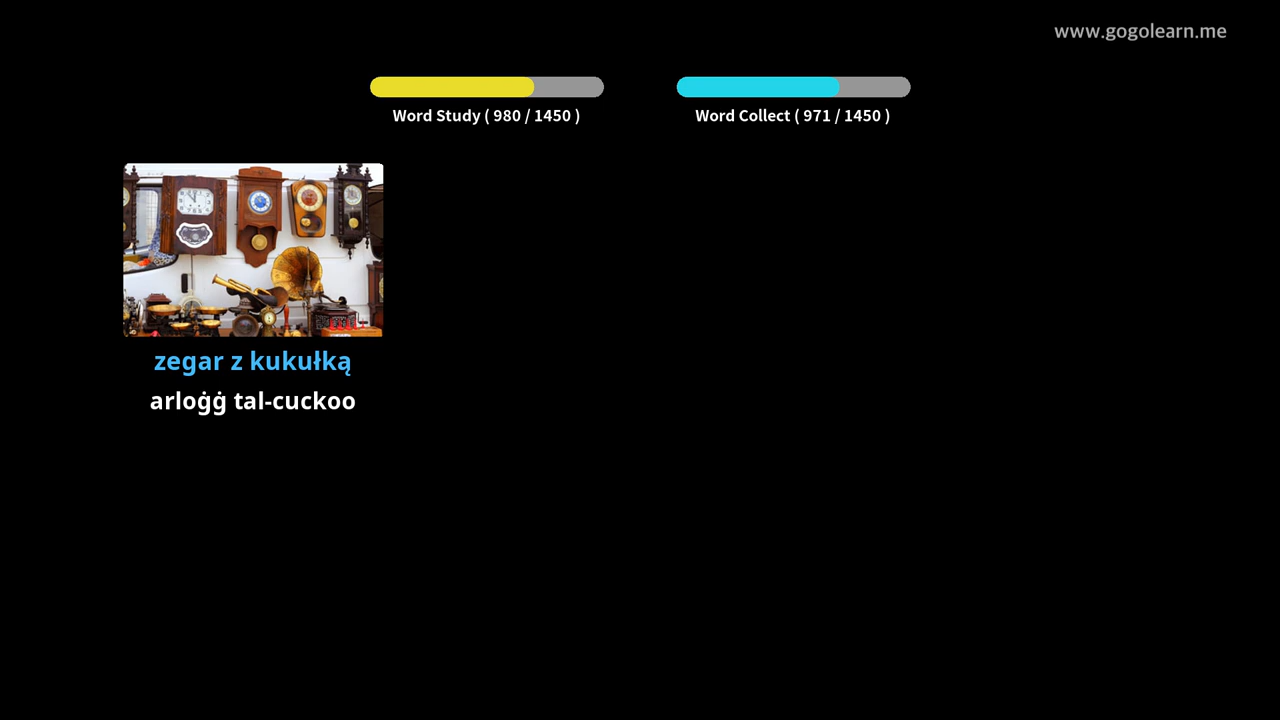 www.gogolearn.me
Word Study ( 980 / 1450 )
Word Collect ( 971 / 1450 )
zegar z kukułką
arloġġ tal-cuckoo